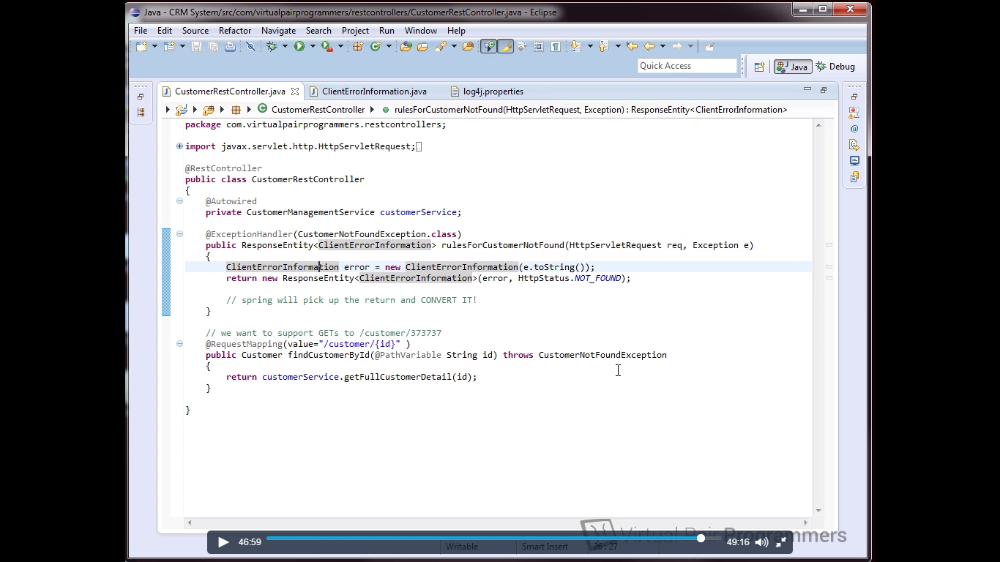 Java - CRM System/src/com/virtualpairprogrammers/restcontrollers/CustomerRestController.java - Eclipse
File Edit Source Refactor Navigate Search Project Run Window Help
Quick Access
Java Debug
CustomerRestController.java ClientErrorInformation.java log4j.properties
CustomerRestController rulesForCustomerNotFound(HttpServletRequest, Exception) : ResponseEntity<ClientErrorInformation>
package com.virtualpairprogrammers.restcontrollers;
import javax.servlet.http.HttpServletRequest;
@RestController
public class CustomerRestController
{
@Autowired
private CustomerManagementService customerService;
@ExceptionHandler(CustomerNotFoundException.class)
public ResponseEntity<ClientErrorInformation> rulesForCustomerNotFound(HttpServletRequest req, Exception e)
{
ClientErrorInformation error = new ClientErrorInformation(e.toString());
return new ResponseEntity<ClientErrorInformation>(error, HttpStatus.NOT_FOUND);
// spring will pick up the return and CONVERT IT!
}
// we want to support GETs to /customer/373737
@RequestMapping(value="/customer/{id}" )
public Customer findCustomerById(@PathVariable String id) throws CustomerNotFoundException
{
return customerService.getFullCustomerDetail(id);
}
}
Virtual Pair Programmers
46:59 49:16
Writable Smart Insert 26 : 27